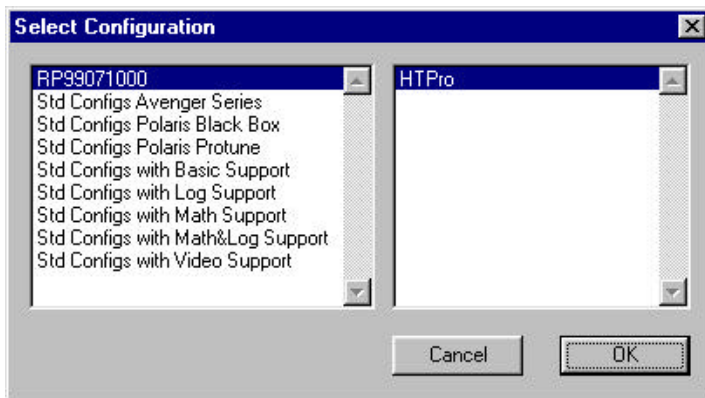 Select Configuration
RP99071000
Std Configs Avenger Series
Std Configs Polaris Black Box
Std Configs Polaris Protune
Std Configs with Basic Support
Std Configs with Log Support
Std Configs with Math Support
Std Configs with Math&Log Support
Std Configs with Video Support
HTPro
Cancel
OK